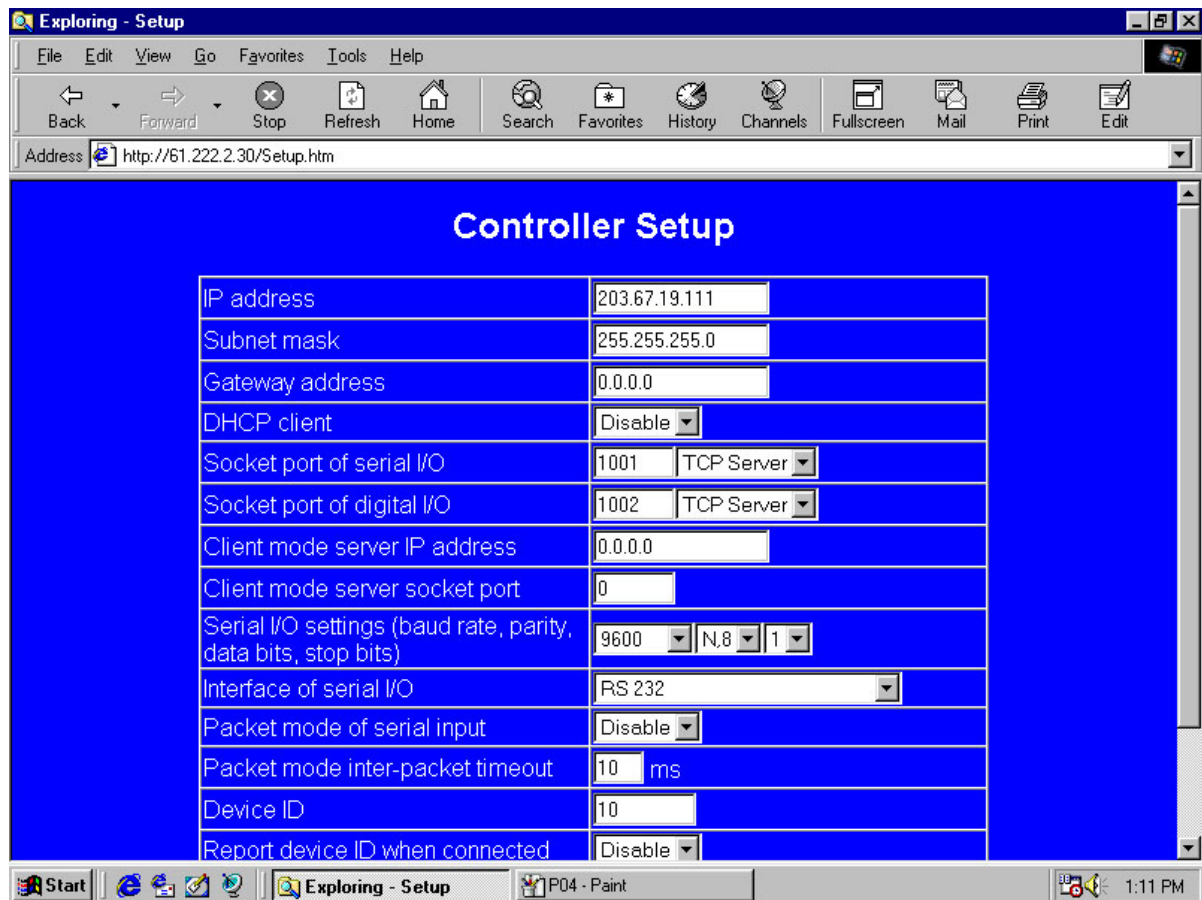 Exploring - Setup
File Edit View Go Favorites Tools Help
Back Forward Stop Refresh Home Search Favorites History Channels Fullscreen Mail Print Edit
Address http://61.222.2.30/Setup.htm
Controller Setup
IP address 203.67.19.111
Subnet mask 255.255.255.0
Gateway address 0.0.0.0
DHCP client Disable
Socket port of serial I/O 1001 TCP Server
Socket port of digital I/O 1002 TCP Server
Client mode server IP address 0.0.0.0
Client mode server socket port 0
Serial I/O settings (baud rate, parity,
data bits, stop bits) 9600 N,8 1
Interface of serial I/O RS 232
Packet mode of serial input Disable
Packet mode inter-packet timeout 10 ms
Device ID 10
Report device ID when connected Disable
Start Exploring - Setup P04 - Paint 1:11 PM